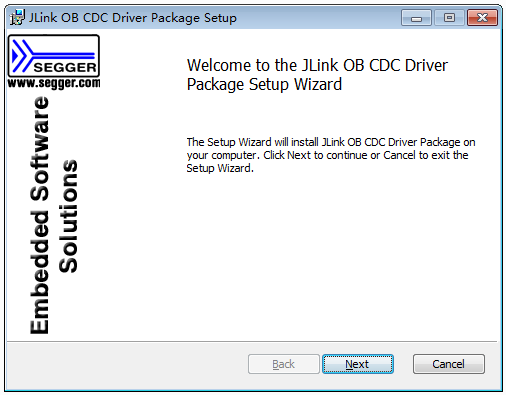 JLink OB CDC Driver Package Setup
SEGGER
www.segger.com
Embedded Software
Solutions
Welcome to the JLink OB CDC Driver
Package Setup Wizard
The Setup Wizard will install JLink OB CDC Driver Package on
your computer. Click Next to continue or Cancel to exit the
Setup Wizard.
Back
Next
Cancel